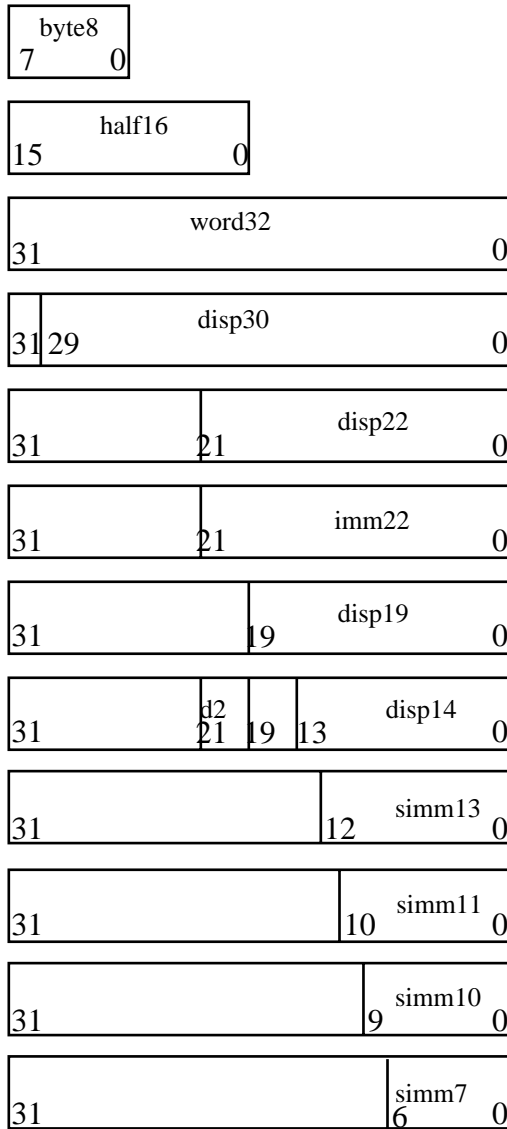 byte8
7 0
half16
15 0
word32
31 0
disp30
31 29 0
disp22
31 21 0
imm22
31 21 0
disp19
31 19 0
d2 disp14
31 21 19 13 0
simm13
31 12 0
simm11
31 10 0
simm10
31 9 0
simm7
31 6 0